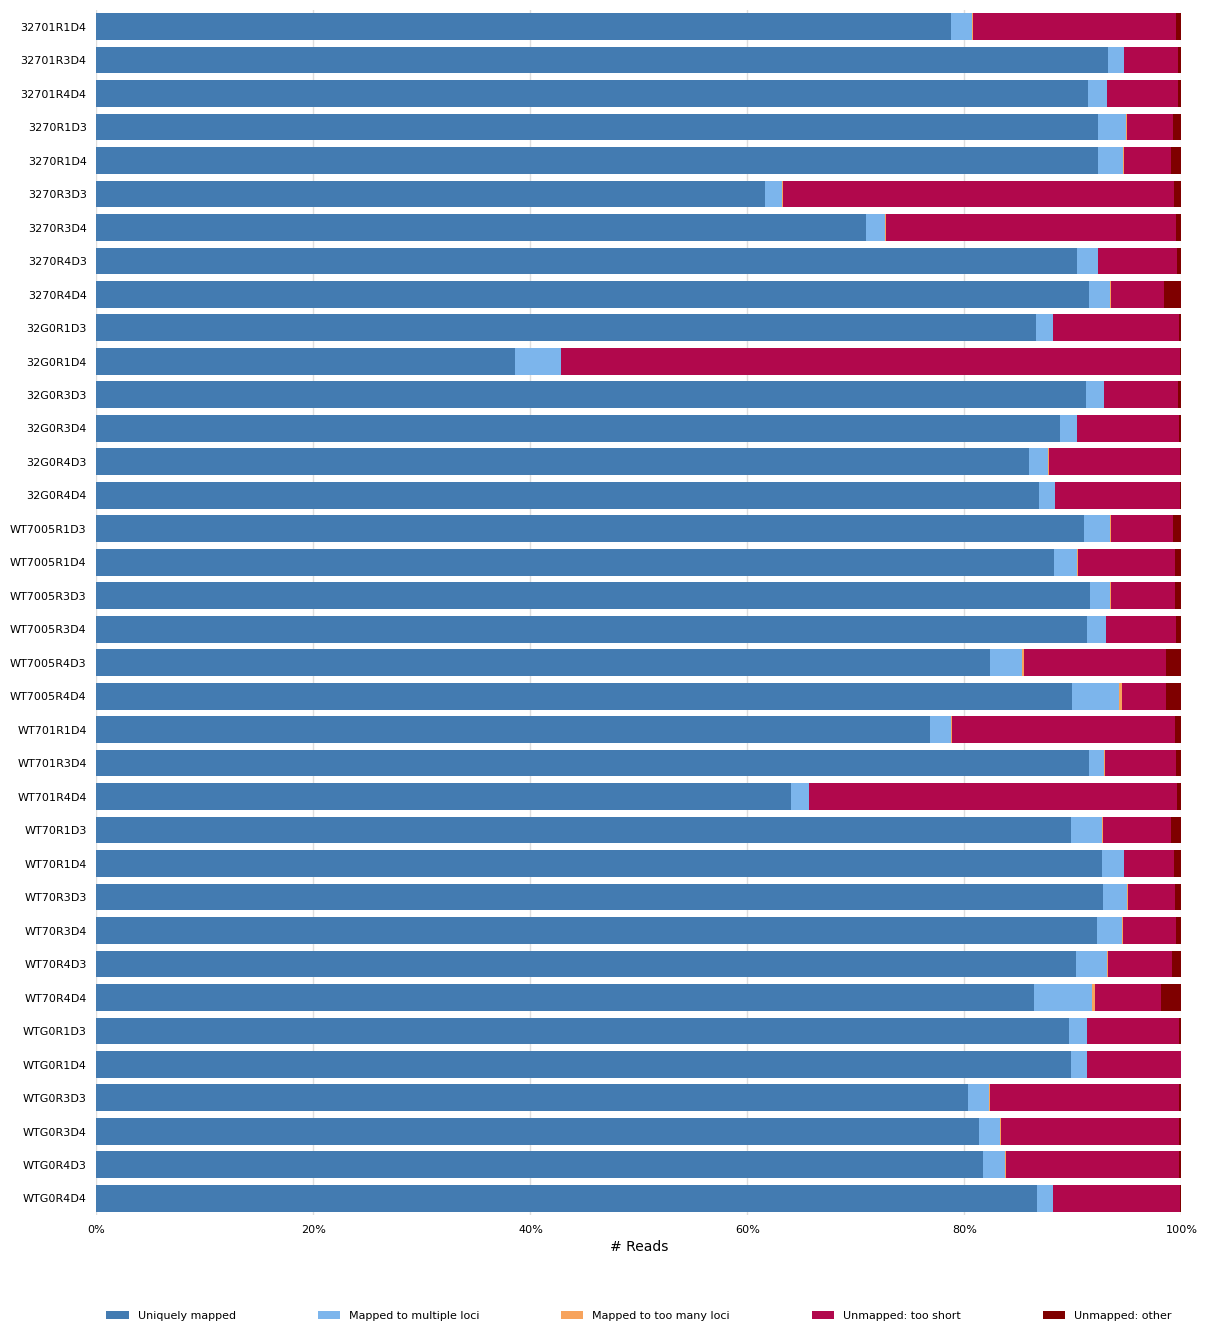 32701R1D4
32701R3D4
32701R4D4
3270R1D3
3270R1D4
3270R3D3
3270R3D4
3270R4D3
3270R4D4
32G0R1D3
32G0R1D4
32G0R3D3
32G0R3D4
32G0R4D3
32G0R4D4
WT7005R1D3
WT7005R1D4
WT7005R3D3
WT7005R3D4
WT7005R4D3
WT7005R4D4
WT701R1D4
WT701R3D4
WT701R4D4
WT70R1D3
WT70R1D4
WT70R3D3
WT70R3D4
WT70R4D3
WT70R4D4
WTG0R1D3
WTG0R1D4
WTG0R3D3
WTG0R3D4
WTG0R4D3
WTG0R4D4
0% 20% 40% 60% 80% 100%
# Reads
Uniquely mapped Mapped to multiple loci Mapped to too many loci Unmapped: too short Unmapped: other